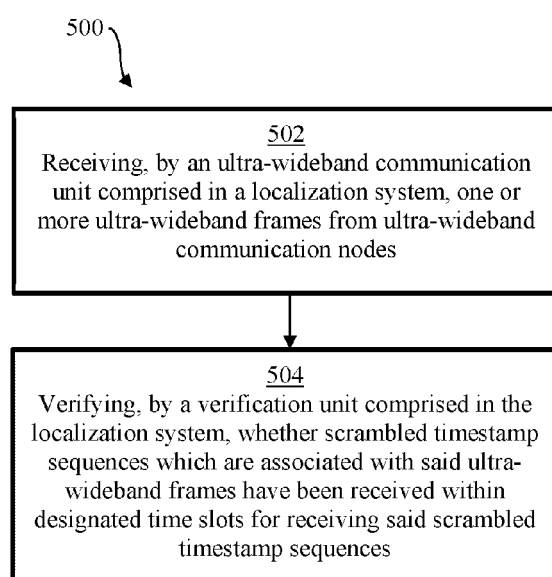 500
502
Receiving, by an ultra-wideband communication
unit comprised in a localization system, one or
more ultra-wideband frames from ultra-wideband
communication nodes
504
Verifying, by a verification unit comprised in the
localization system, whether scrambled timestamp
sequences which are associated with said ultra-
wideband frames have been received within
designated time slots for receiving said scrambled
timestamp sequences